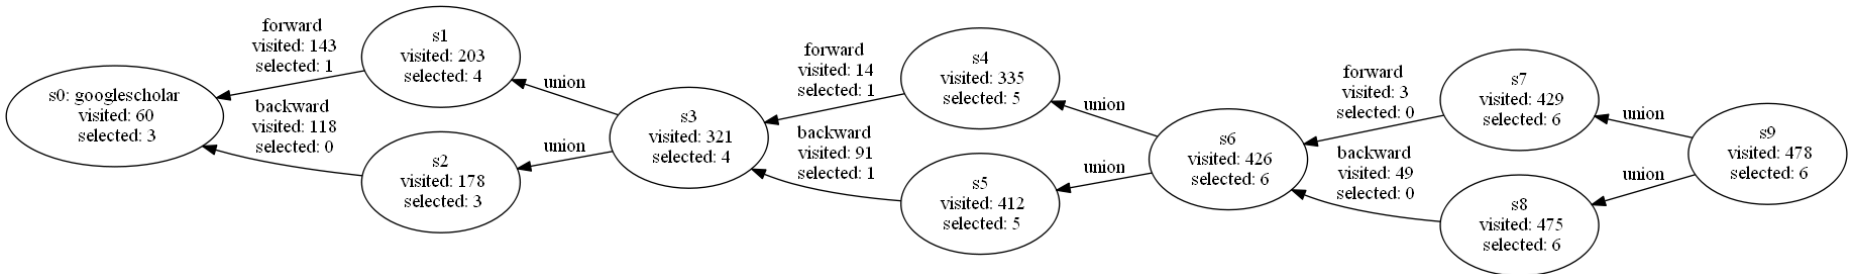 s0: googlescholar
visited: 60
selected: 3
forward
visited: 143
selected: 1
backward
visited: 118
selected: 0
s1
visited: 203
selected: 4
s2
visited: 178
selected: 3
union
union
s3
visited: 321
selected: 4
forward
visited: 14
selected: 1
backward
visited: 91
selected: 1
s4
visited: 335
selected: 5
s5
visited: 412
selected: 5
union
union
s6
visited: 426
selected: 6
forward
visited: 3
selected: 0
backward
visited: 49
selected: 0
s7
visited: 429
selected: 6
s8
visited: 475
selected: 6
union
union
s9
visited: 478
selected: 6